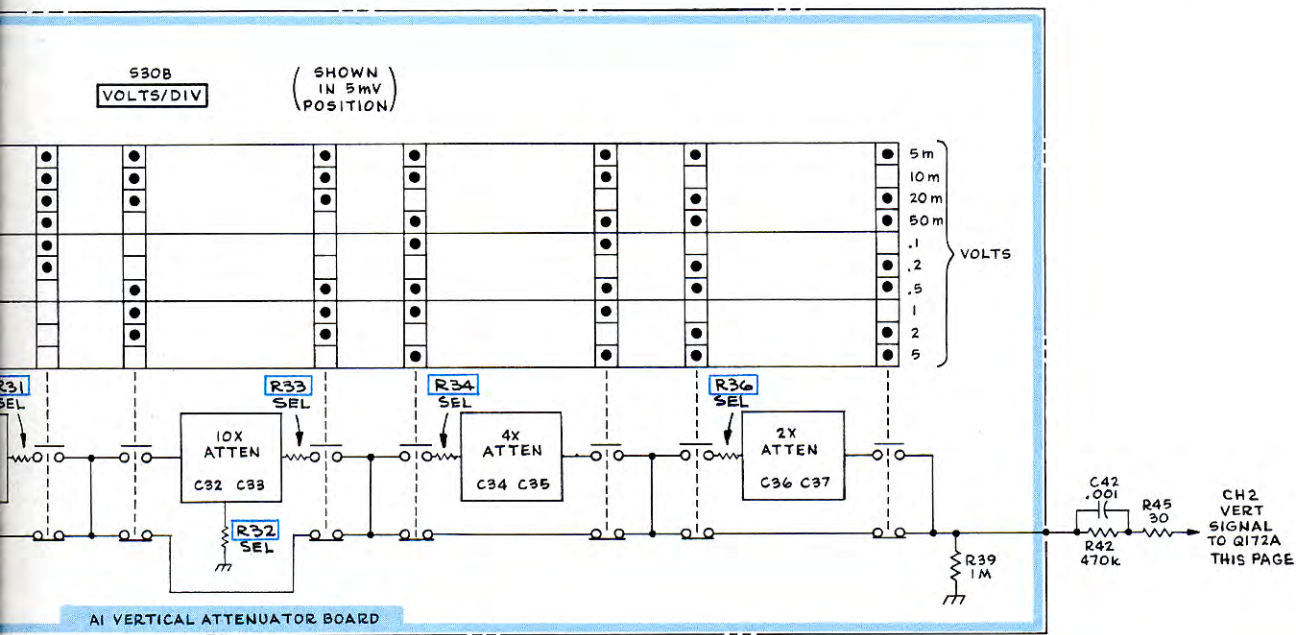 S30B
VOLTS/DIV
(SHOWN
IN 5mV
POSITION)
5m
10m
20m
50m
.1
.2
.5
1
2
5
VOLTS
R31
SEL
R33
SEL
R34
SEL
R36
SEL
10X
ATTEN
C32 C33
4X
ATTEN
C34 C35
2X
ATTEN
C36 C37
R32
SEL
R39
1M
C42
.001
R42
470K
R45
30
CH2
VERT
SIGNAL
TO Q172A
THIS PAGE
A1 VERTICAL ATTENUATOR BOARD